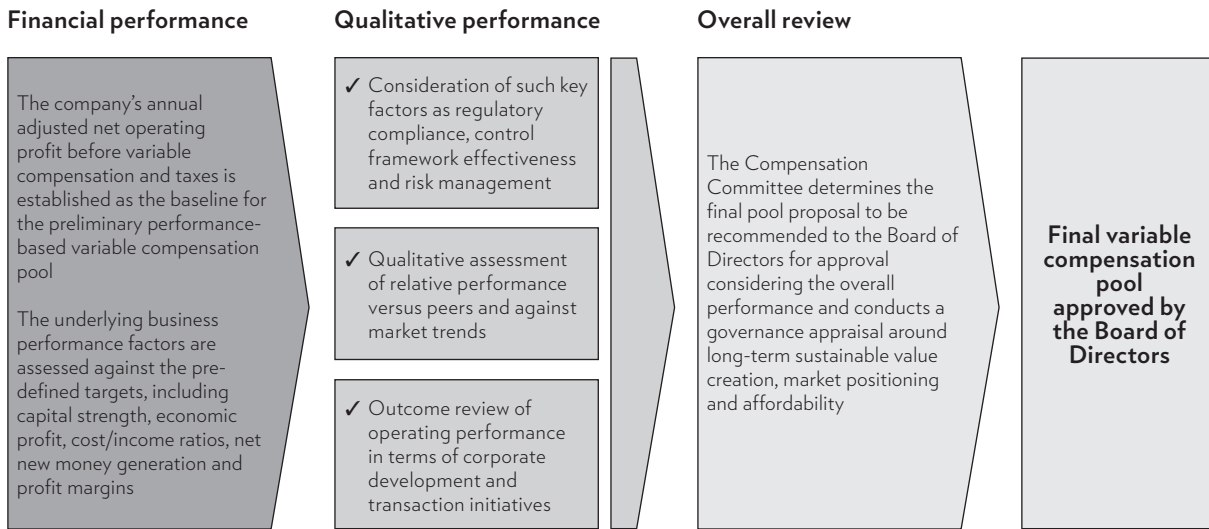 Financial performance
Qualitative performance
Overall review
The company’s annual
adjusted net operating
profit before variable
compensation and taxes is
established as the baseline for
the preliminary performance-
based variable compensation
pool
The underlying business
performance factors are
assessed against the pre-
defined targets, including
capital strength, economic
profit, cost/income ratios, net
new money generation and
profit margins
✓ Consideration of such key
factors as regulatory
compliance, control
framework effectiveness
and risk management
✓ Qualitative assessment
of relative performance
versus peers and against
market trends
✓ Outcome review of
operating performance
in terms of corporate
development and
transaction initiatives
The Compensation
Committee determines the
final pool proposal to be
recommended to the Board of
Directors for approval
considering the overall
performance and conducts a
governance appraisal around
long-term sustainable value
creation, market positioning
and affordability
Final variable
compensation
pool
approved by
the Board of
Directors